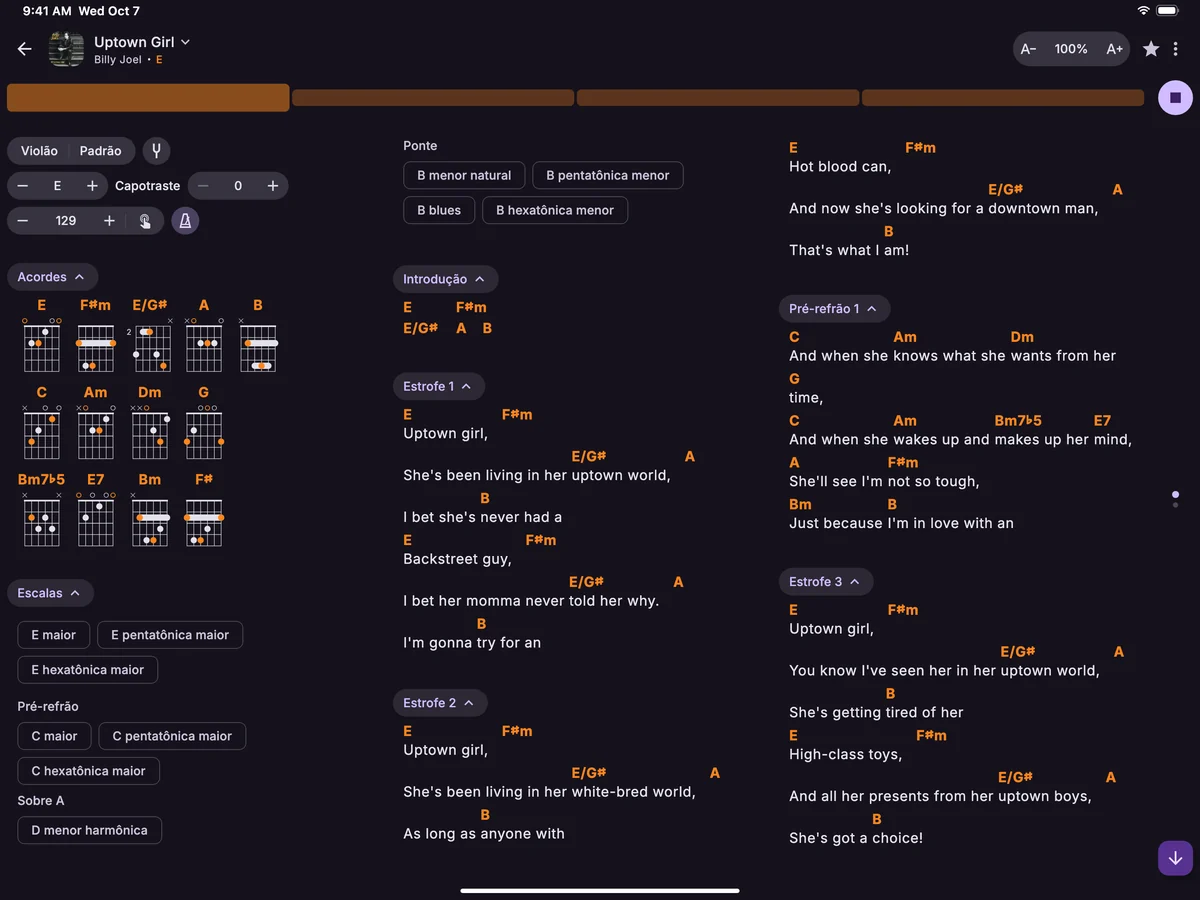 9:41 AM Wed Oct 7
Uptown Girl
Billy Joel • E
A- 100% A+
Violão Padrão
− E + Capotraste − 0 +
− 129 +
Acordes
E F#m E/G# A B
2
C Am Dm G
Bm7♭5 E7 Bm F#
Escalas
E maior E pentatônica maior
E hexatônica maior
Pré-refrão
C maior C pentatônica maior
C hexatônica maior
Sobre A
D menor harmônica
Ponte
B menor natural B pentatônica menor
B blues B hexatônica menor
Introdução
E F#m
E/G# A B
Estrofe 1
E F#m
Uptown girl,
E/G# A
She's been living in her uptown world,
B
I bet she's never had a
E F#m
Backstreet guy,
E/G# A
I bet her momma never told her why.
B
I'm gonna try for an
Estrofe 2
E F#m
Uptown girl,
E/G# A
She's been living in her white-bred world,
B
As long as anyone with
E F#m
Hot blood can,
E/G# A
And now she's looking for a downtown man,
B
That's what I am!
Pré-refrão 1
C Am Dm
And when she knows what she wants from her
G
time,
C Am Bm7♭5 E7
And when she wakes up and makes up her mind,
A F#m
She'll see I'm not so tough,
Bm B
Just because I'm in love with an
Estrofe 3
E F#m
Uptown girl,
E/G# A
You know I've seen her in her uptown world,
B
She's getting tired of her
E F#m
High-class toys,
E/G# A
And all her presents from her uptown boys,
B
She's got a choice!